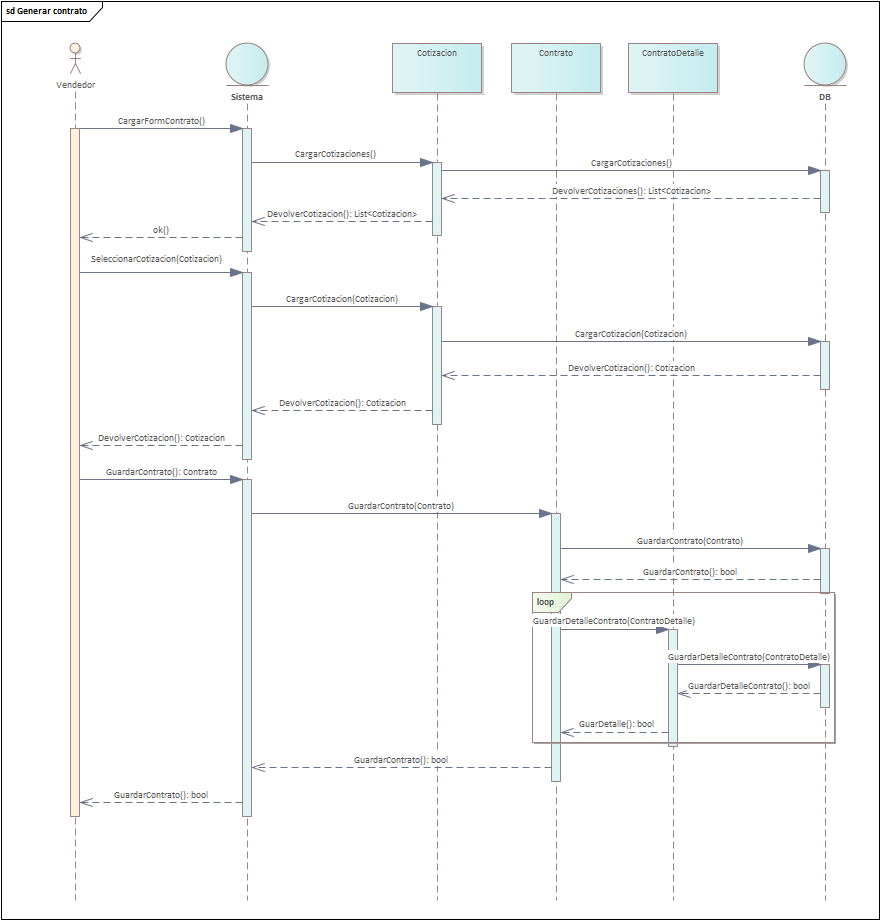 sd Generar contrato
Vendedor
Sistema
Cotizacion
Contrato
ContratoDetalle
DB
CargarFormContrato()
CargarCotizaciones()
CargarCotizaciones()
DevolverCotizaciones(): List<Cotizacion>
DevolverCotizacion(): List<Cotizacion>
ok()
SeleccionarCotizacion(Cotizacion)
CargarCotizacion(Cotizacion)
CargarCotizacion(Cotizacion)
DevolverCotizacion(): Cotizacion
DevolverCotizacion(): Cotizacion
DevolverCotizacion(): Cotizacion
GuardarContrato(): Contrato
GuardarContrato(Contrato)
GuardarContrato(Contrato)
GuardarContrato(): bool
loop
GuardarDetalleContrato(ContratoDetalle)
GuardarDetalleContrato(ContratoDetalle)
GuardarDetalleContrato(): bool
GuarDetalle(): bool
GuardarContrato(): bool
GuardarContrato(): bool